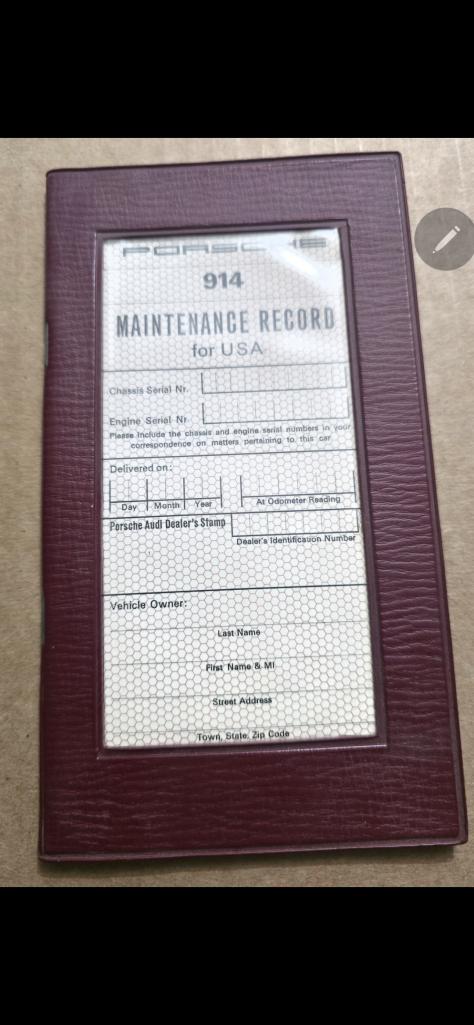 PORSCHE
914
MAINTENANCE RECORD
for USA
Chassis Serial Nr.
Engine Serial Nr
Please include the chassis and engine serial numbers in your
correspondence on matters pertaining to this car
Delivered on:
Day Month Year At Odometer Reading
Porsche Audi Dealer's Stamp
Dealer's Identification Number
Vehicle Owner:
Last Name
First Name & MI
Street Address
Town, State, Zip Code